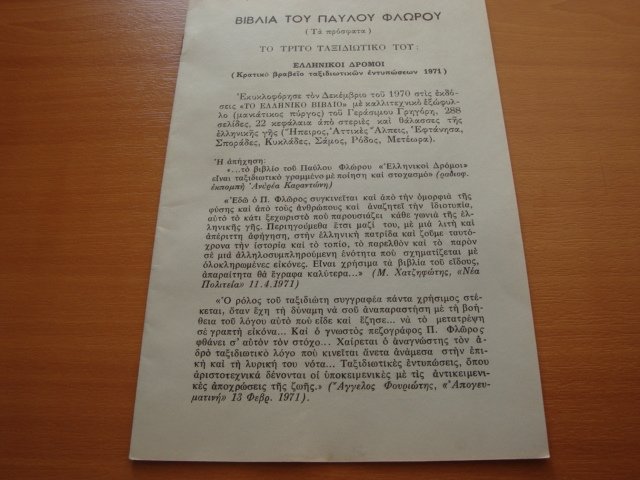 ΒΙΒΛΙΑ ΤΟΥ ΠΑΥΛΟΥ ΦΛΩΡΟΥ
(Τὰ πρόσφατα)
ΤΟ ΤΡΙΤΟ ΤΑΞΙΔΙΩΤΙΚΟ ΤΟΥ:
ΕΛΛΗΝΙΚΟΙ ΔΡΟΜΟΙ
(Κρατικὸ βραβεῖο ταξιδιωτικῶν ἐντυπώσεων 1971)
Ἐκυκλοφόρησε τὸν Δεκέμβριο τοῦ 1970 στὶς ἐκδό-
σεις «ΤΟ ΕΛΛΗΝΙΚΟ ΒΙΒΛΙΟ» μὲ καλλιτεχνικὸ ἐξώφυλ-
λο (μανιάτικος πύργος) τοῦ Γεράσιμου Γρηγόρη, 288
σελίδες, 22 κεφάλαια ἀπὸ στεριὲς καὶ θάλασσες τῆς
ἑλληνικῆς γῆς (Ἤπειρος, Ἀττικὲς Ἄλπεις, Ἑφτάνησα,
Σποράδες, Κυκλάδες, Σάμος, Ρόδος, Μετέωρα).
Ἡ ἀπήχηση:
«...τὸ βιβλίο τοῦ Παύλου Φλώρου «Ἑλληνικοὶ Δρόμοι»
εἶναι ταξιδιωτικὸ γραμμένο μὲ ποίηση καὶ στοχασμὸ» (ραδιοφ.
ἐκπομπὴ Ἀντρέα Καραντώνη)
«Ἐδῶ ὁ Π. Φλῶρος συγκινεῖται καὶ ἀπὸ τὴν ὀμορφιὰ τῆς
φύσης καὶ ἀπὸ τοὺς ἀνθρώπους καὶ ἀναζητεῖ τὴν ἰδιοτυπία,
αὐτὸ τὸ κάτι ξεχωριστὸ ποὺ παρουσιάζει κάθε γωνιὰ τῆς ἑλ-
ληνικῆς γῆς. Περιηγούμεθα ἔτσι μαζί του, μὲ μιὰ λιτὴ καὶ
ἀπέριττη ἀφήγηση, στὴν ἑλληνικὴ πατρίδα καὶ ζοῦμε ταυτό-
χρονα τὴν ἱστορία καὶ τὸ τοπίο, τὸ παρελθὸν καὶ τὸ παρὸν
σὲ μιὰ ἀλληλοσυμπληρούμενη ἑνότητα ποὺ σχηματίζεται μὲ
ὁλοκληρωμένες εἰκόνες. Εἶναι χρήσιμα τὰ βιβλία τοῦ εἴδους,
ἀπαραίτητα θὰ ἔγραφα καλύτερα...» (Μ. Χατζηφώτης, «Νέα
Πολιτεία» 11.4.1971)
«Ὁ ρόλος τοῦ ταξιδιώτη συγγραφέα πάντα χρήσιμος στέ-
κεται, ὅταν ἔχη τὴ δύναμη νὰ σοῦ ἀναπαραστήση μὲ τὴ βοή-
θεια τοῦ λόγου αὐτὸ ποὺ εἶδε καὶ ἔζησε... νὰ τὸ μετατρέψη
σὲ γραπτὴ εἰκόνα... Καὶ ὁ γνωστὸς πεζογράφος Π. Φλῶρος
φθάνει σ' αὐτὸν τὸν στόχο... Χαίρεται ὁ ἀναγνώστης τὸν ἁ-
δρὸ ταξιδιωτικὸ λόγο ποὺ κινεῖται ἄνετα ἀνάμεσα στὴν ἐπι-
κὴ καὶ τὴ λυρική του νότα... Ταξιδιωτικὲς ἐντυπώσεις, ὅπου
ἀριστοτεχνικὰ δένονται οἱ ὑποκειμενικὲς μὲ τὶς ἀντικειμενι-
κὲς ἀποχρώσεις τῆς ζωῆς.» (Ἄγγελος Φουριώτης, «Ἀπογευ-
ματινὴ» 13 Φεβρ. 1971).